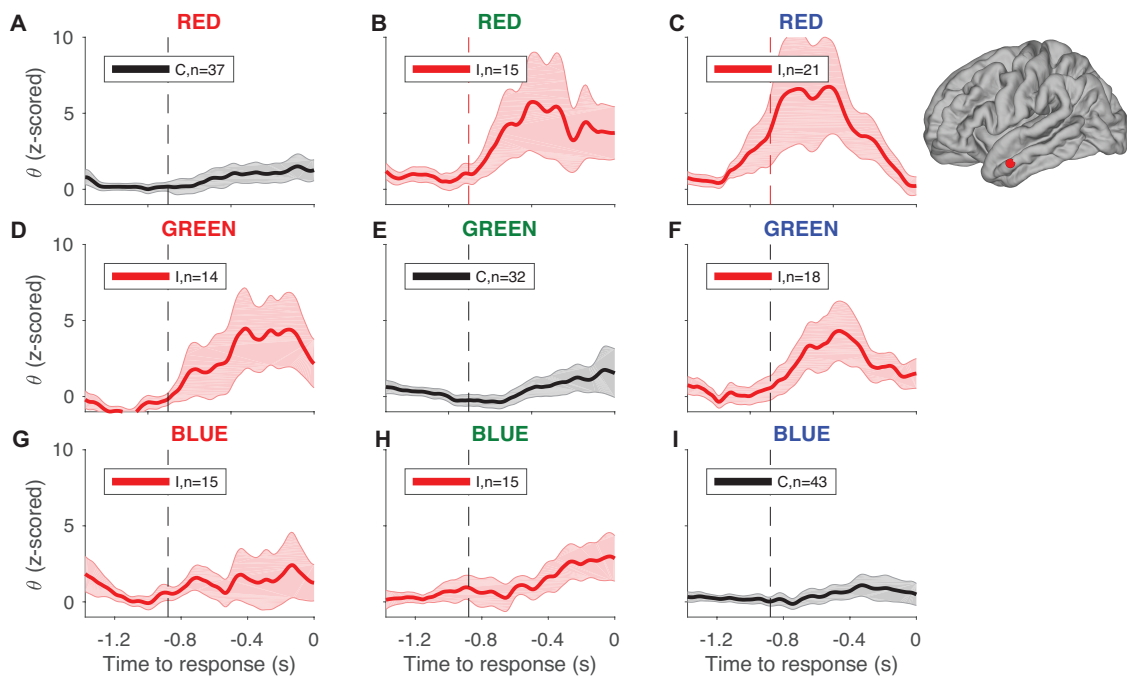 A RED
10
5
0
θ (z-scored)
C,n=37
B RED
I,n=15
C RED
I,n=21
D GREEN
10
5
0
θ (z-scored)
I,n=14
E GREEN
C,n=32
F GREEN
I,n=18
G BLUE
10
5
0
θ (z-scored)
I,n=15
-1.2 -0.8 -0.4 0
Time to response (s)
H BLUE
I,n=15
-1.2 -0.8 -0.4 0
Time to response (s)
I BLUE
C,n=43
-1.2 -0.8 -0.4 0
Time to response (s)